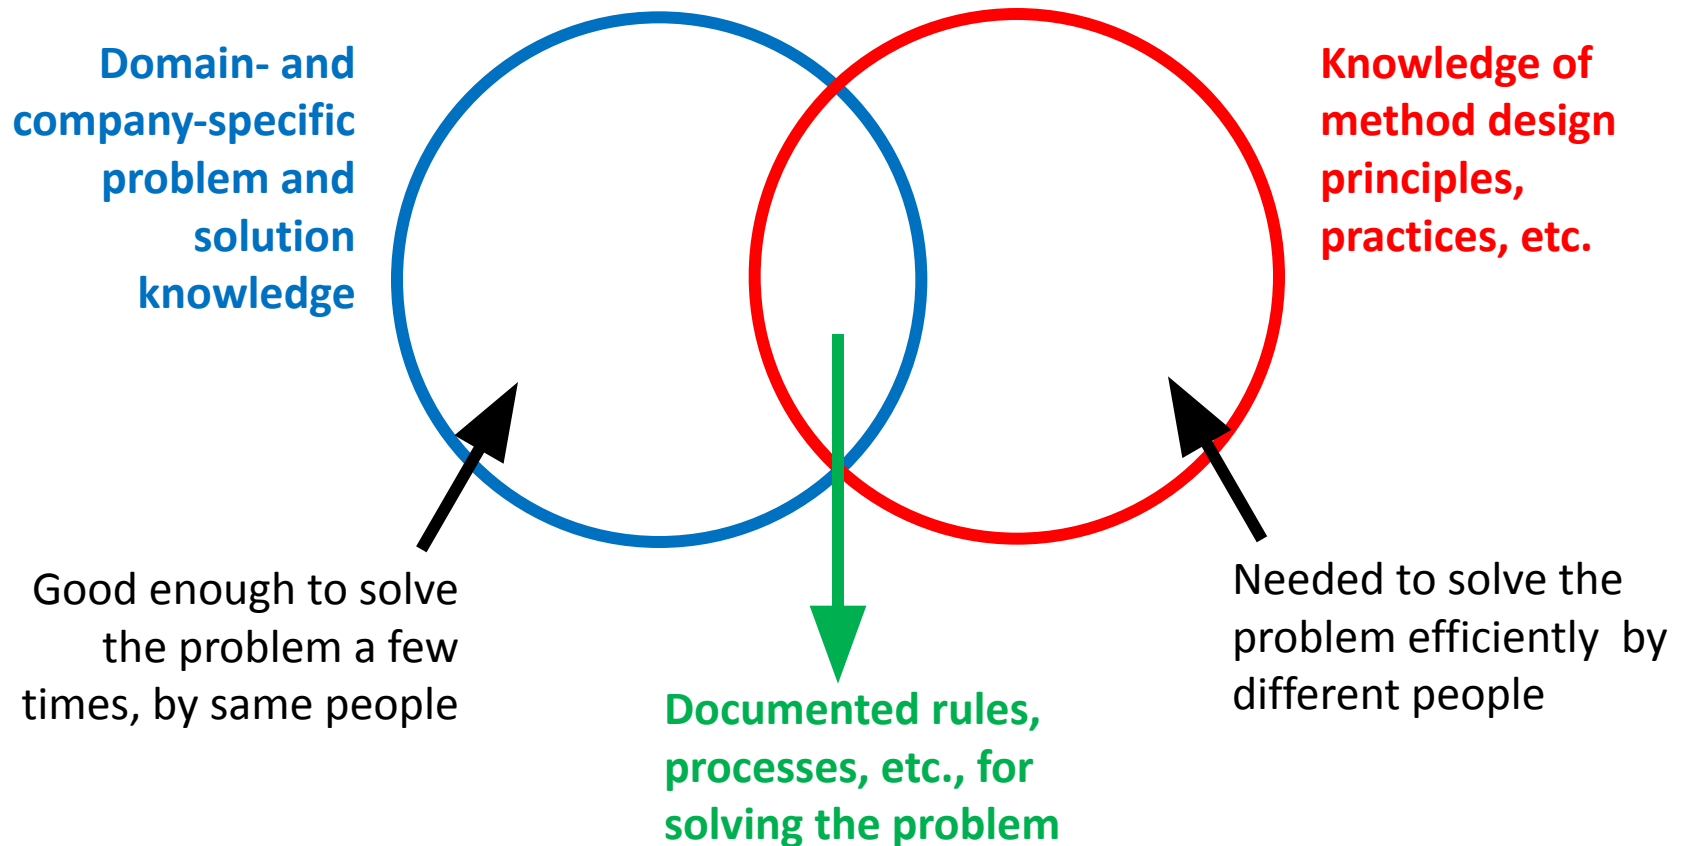 Domain- and
company-specific
problem and
solution
knowledge
Knowledge of
method design
principles,
practices, etc.
Good enough to solve
the problem a few
times, by same people
Documented rules,
processes, etc., for
solving the problem
Needed to solve the
problem efficiently  by
different people